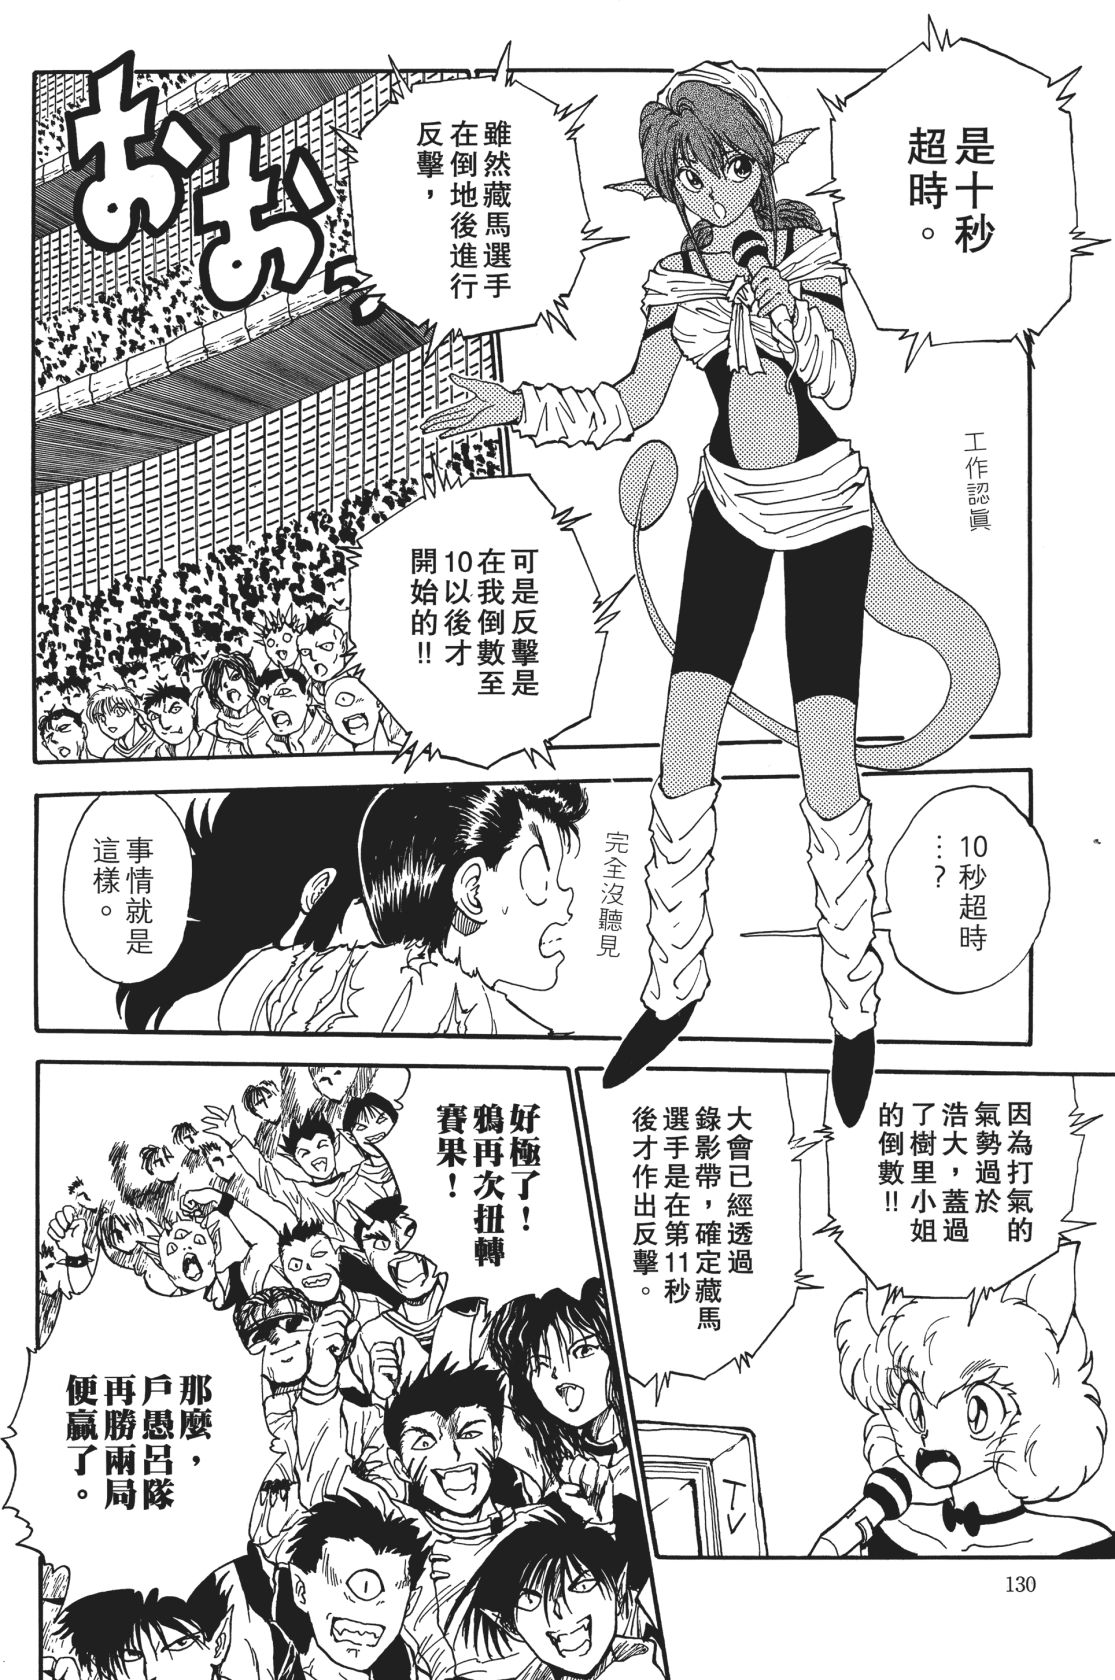 是十秒
超時。
雖然藏馬選手
在倒地後進行
反擊，
おおっ
工作認眞
可是反擊是
在我倒數至
10以後才
開始的!!
10秒超時
…?
完全沒聽見
事情就是
這樣。
因為打氣的
氣勢過於
浩大，蓋過
了樹里小姐
的倒數!!
大會已經透過
錄影帶，確定藏馬
選手是在第11秒
後才作出反擊。
TV
好極了！
鴉再次扭轉
賽果！
那麼，
戶愚呂隊
再勝兩局
便贏了。
130